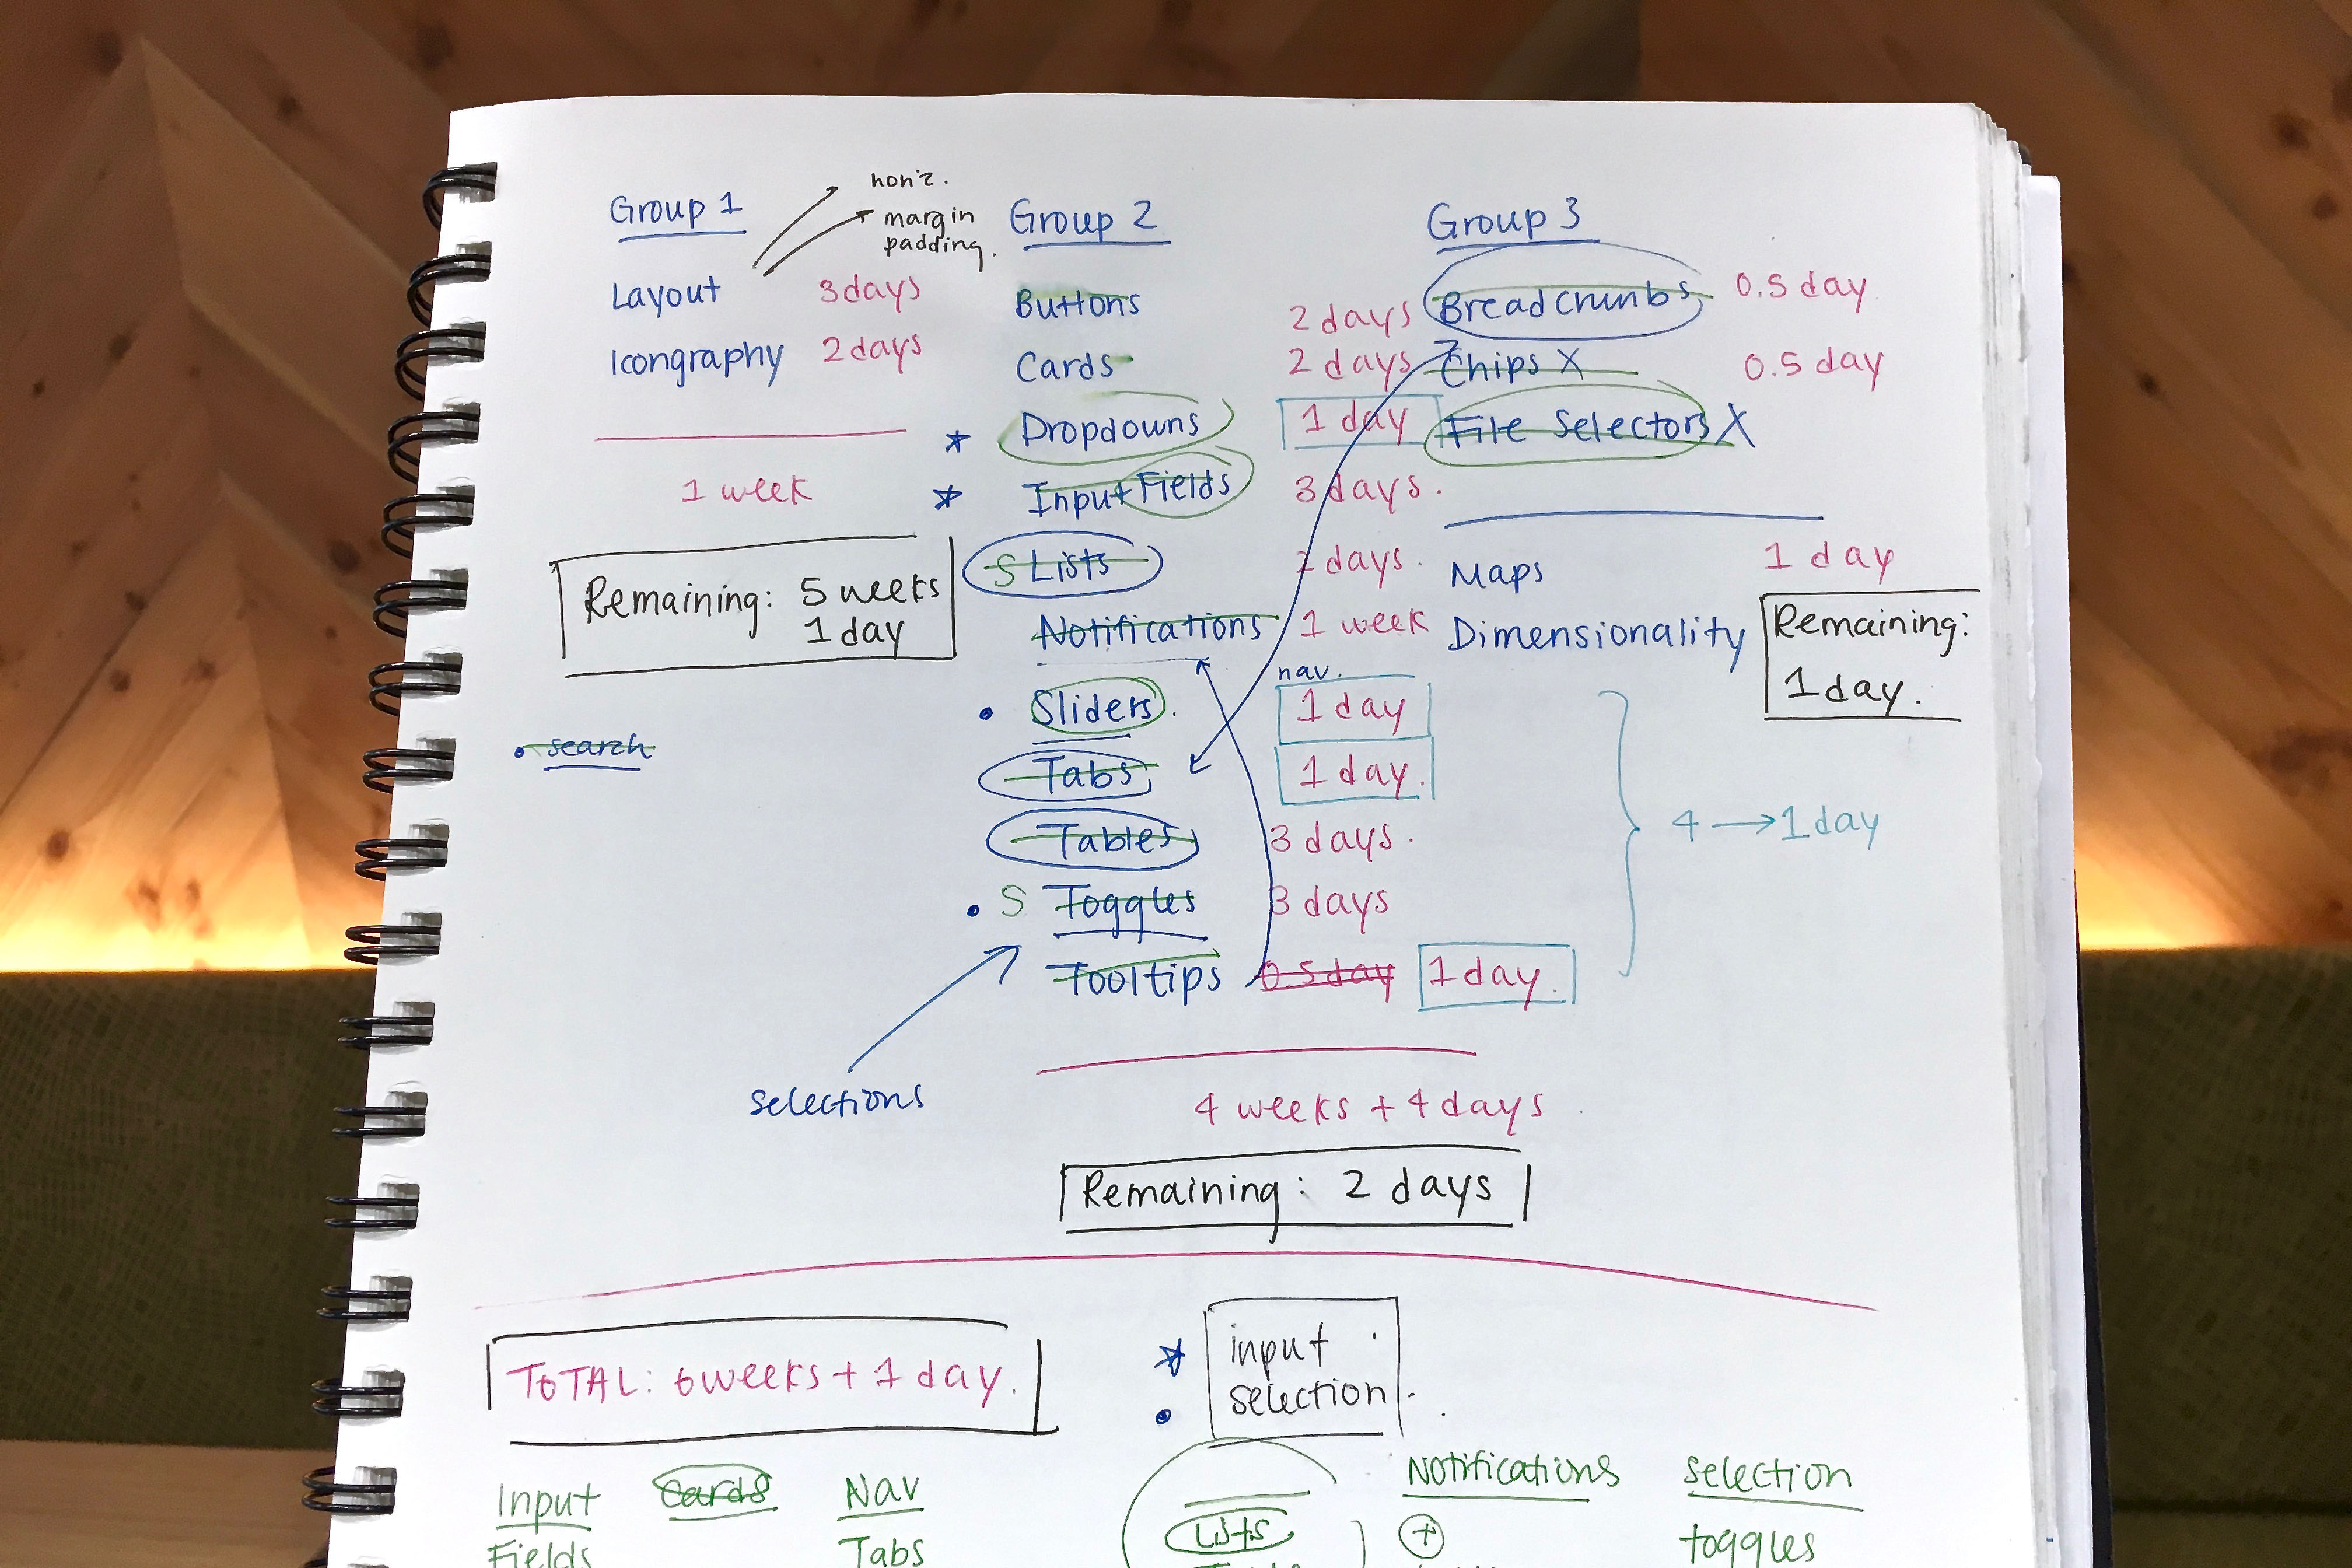 Group 1
hori z.
margin
padding.
Layout 3 days
Icongraphy 2 days
1 week
Remaining: 5 weeks
1 day
• search
Group 2
Buttons 2 days
Cards 2 days
★ Dropdowns 1 day
★ Input Fields 3 days.
S Lists 2 days.
Notifications 1 week
nav.
• Sliders. 1 day
Tabs 1 day.
Tables 3 days.
• S Toggles 3 days
Tooltips 0.5 day 1 day.
selections
4 weeks + 4 days
Remaining: 2 days
Group 3
Breadcrumbs 0.5 day
Chips X 0.5 day
File Selectors X
Maps 1 day
Dimensionality
Remaining:
1 day.
4 → 1 day
TOTAL: 6 weeks + 1 day.
★ input
• selection.
Input
Fields
Cards
Nav
Tabs
Lists
Notifications
+
selection
toggles